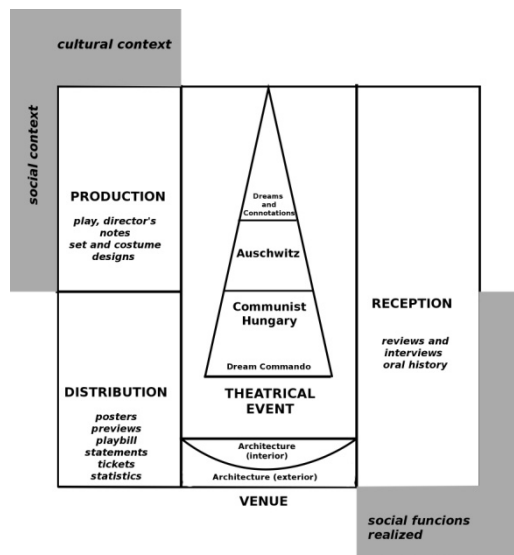 cultural context
social context
PRODUCTION
play, director's
notes
set and costume
designs
DISTRIBUTION
posters
previews
playbill
statements
tickets
statistics
Dreams
and
Connotations
Auschwitz
Communist
Hungary
Dream Commando
THEATRICAL
EVENT
Architecture
(interior)
Architecture (exterior)
VENUE
RECEPTION
reviews and
interviews
oral history
social funcions
realized